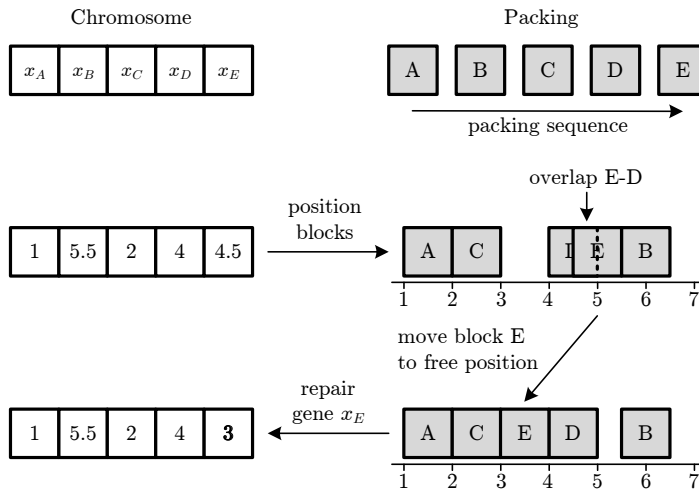 Chromosome Packing
x_A x_B x_C x_D x_E A B C D E
packing sequence
overlap E-D
position
blocks
1 5.5 2 4 4.5 A C E B
1 2 3 4 5 6 7
move block E
to free position
repair
gene x_E
1 5.5 2 4 3 A C E D B
1 2 3 4 5 6 7